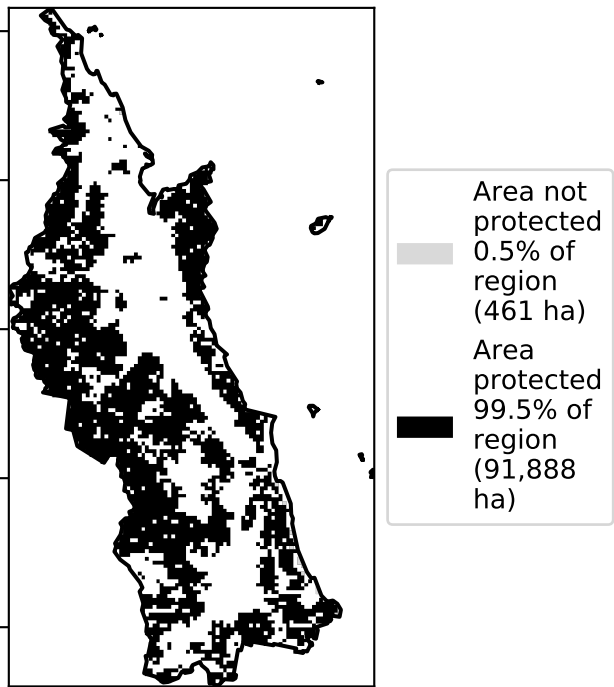 Area not
protected
0.5% of
region
(461 ha)
Area
protected
99.5% of
region
(91,888
ha)